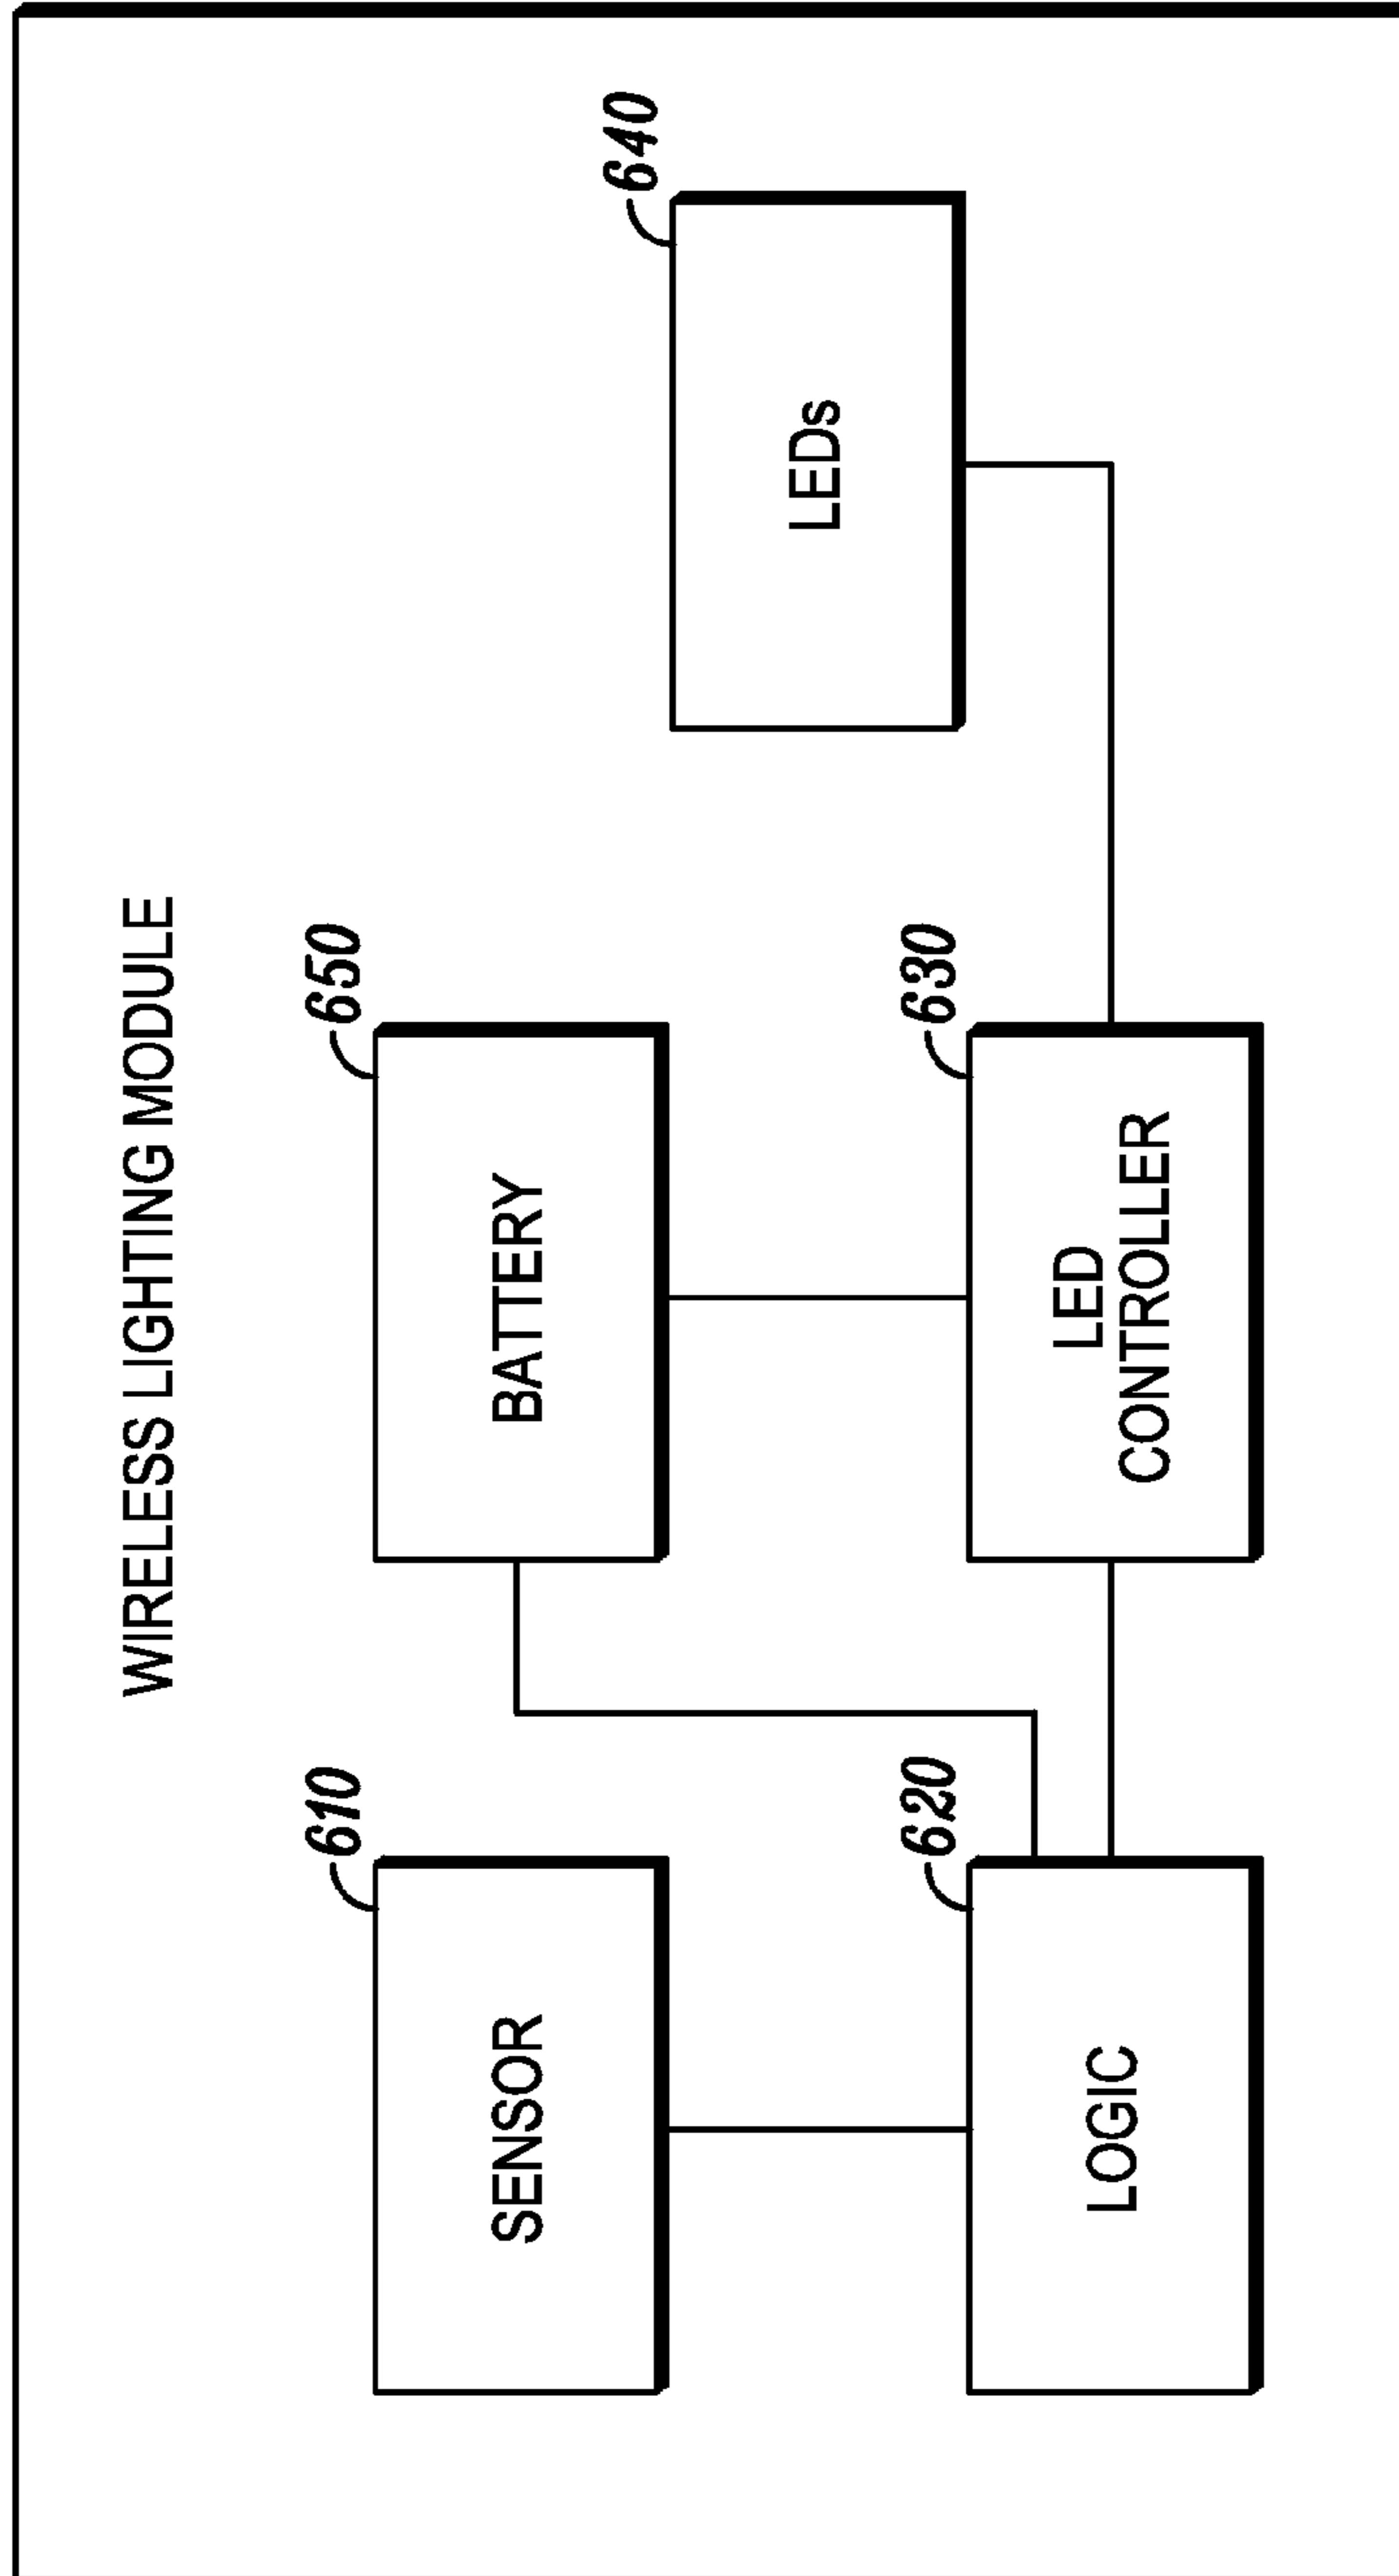 WIRELESS LIGHTING MODULE
610
SENSOR
650
BATTERY
640
LEDs
620
LOGIC
630
LED
CONTROLLER